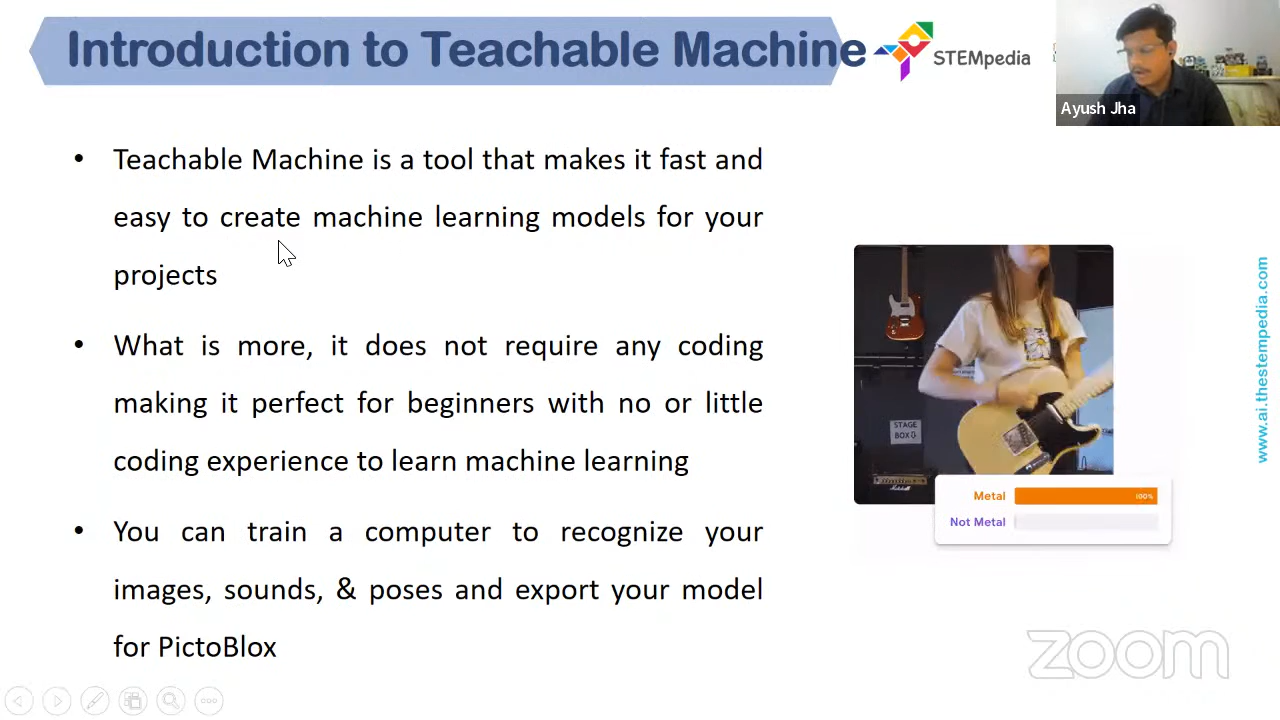 Introduction to Teachable Machine
STEMpedia
Ayush Jha
• Teachable Machine is a tool that makes it fast and
easy to create machine learning models for your
projects
• What is more, it does not require any coding
making it perfect for beginners with no or little
coding experience to learn machine learning
• You can train a computer to recognize your
images, sounds, & poses and export your model
for PictoBlox
STAGE
BOX
Metal 100%
Not Metal
www.ai.thestempedia.com
zoom